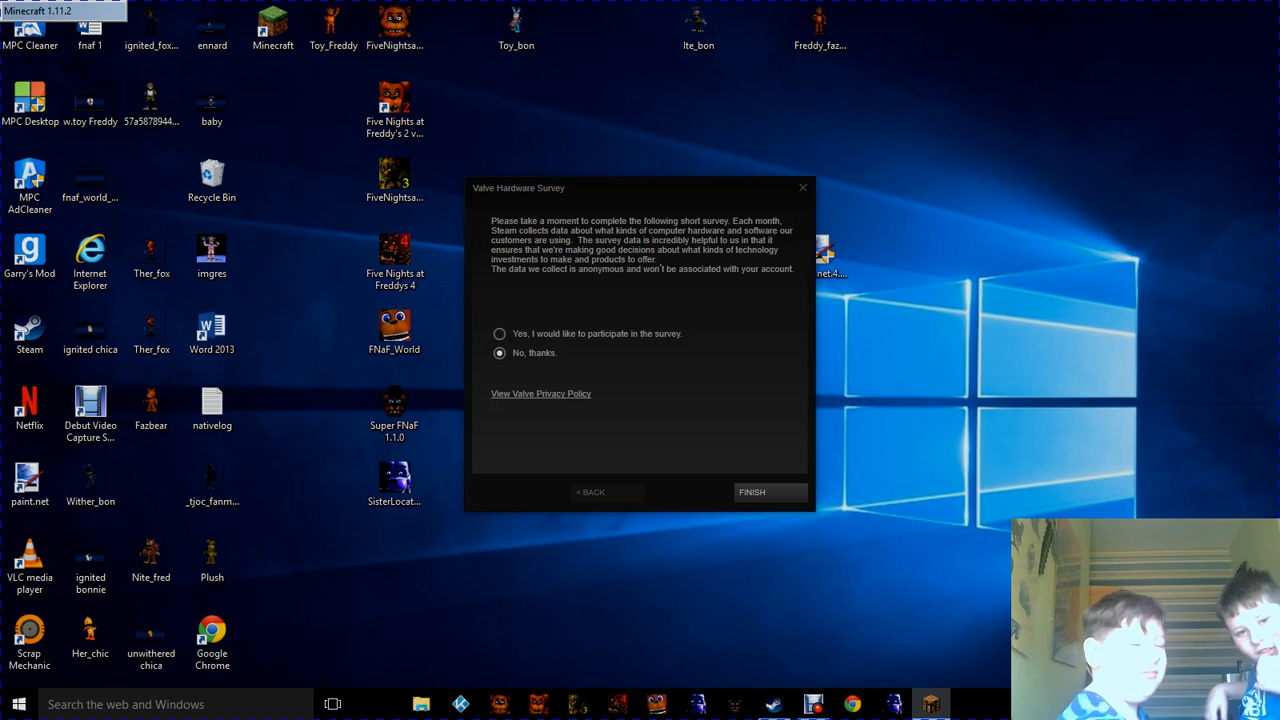 Minecraft 1.11.2
MPC Cleaner
fnaf 1
ignited_fox...
ennard
Minecraft
Toy_Freddy
FiveNightsa...
Toy_bon
Ite_bon
Freddy_faz...
MPC Desktop
w.toy Freddy
57a5878944...
baby
Five Nights at
Freddy's 2 v...
MPC
AdCleaner
fnaf_world_...
Recycle Bin
FiveNightsa...
Garry's Mod
Internet
Explorer
Ther_fox
imgres
Five Nights at
Freddys 4
Steam
ignited chica
Ther_fox
Word 2013
FNaF_World
Netflix
Debut Video
Capture S...
Fazbear
nativelog
Super FNaF
1.1.0
paint.net
Wither_bon
_tjoc_fanm...
SisterLocat...
VLC media
player
ignited
bonnie
Nite_fred
Plush
Scrap
Mechanic
Her_chic
unwithered
chica
Google
Chrome
.net.4....
Valve Hardware Survey
Please take a moment to complete the following short survey. Each month,
Steam collects data about what kinds of computer hardware and software our
customers are using. The survey data is incredibly helpful to us in that it
ensures that we're making good decisions about what kinds of technology
investments to make and products to offer.
The data we collect is anonymous and won't be associated with your account.
Yes, I would like to participate in the survey.
No, thanks.
View Valve Privacy Policy
< BACK
FINISH
Search the web and Windows